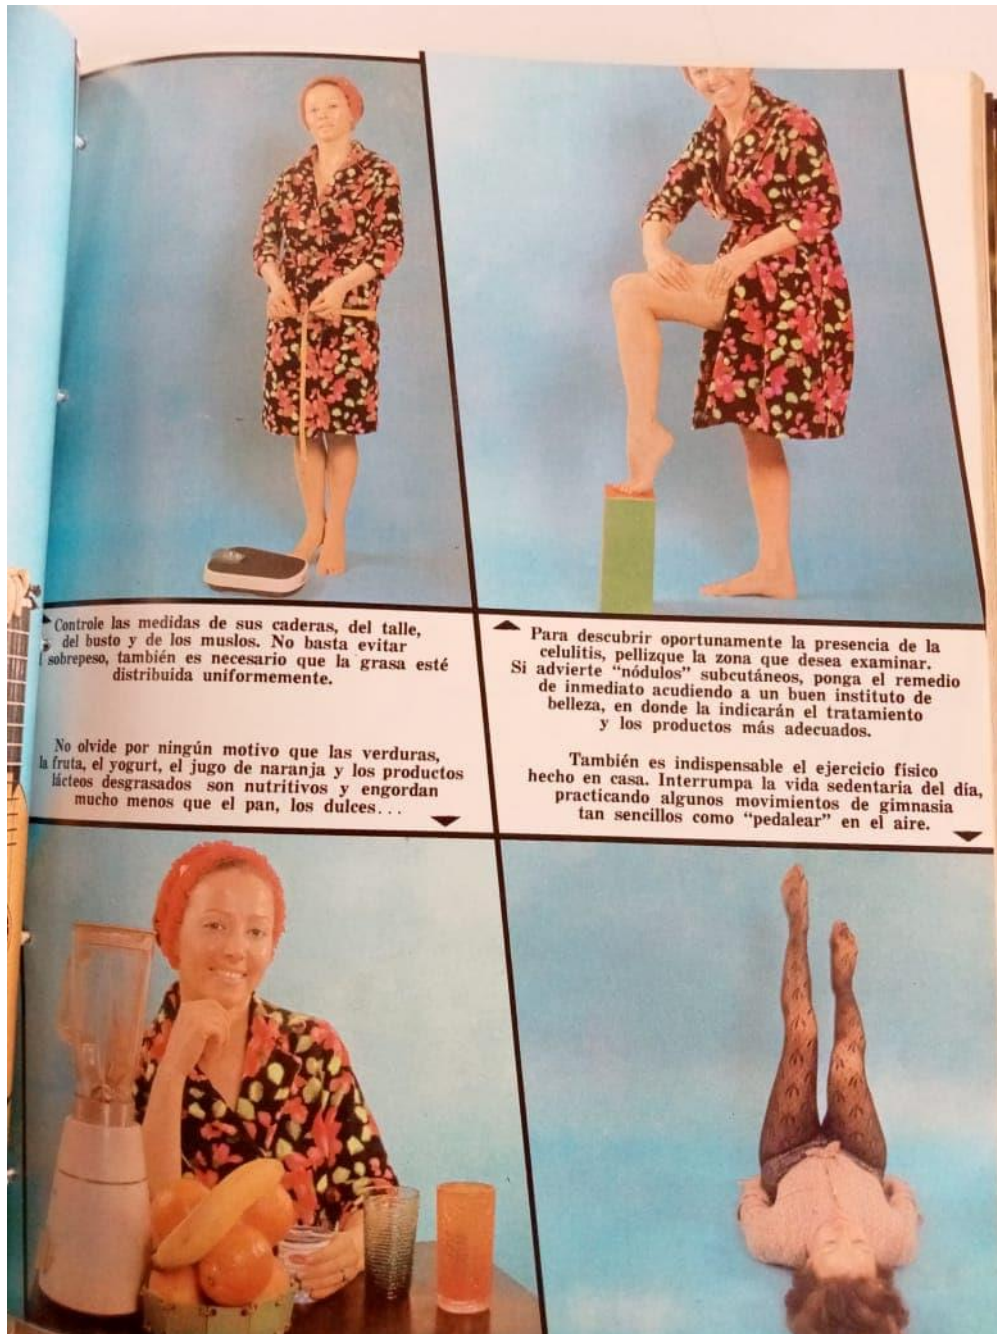 Controle las medidas de sus caderas, del talle,
del busto y de los muslos. No basta evitar
sobrepeso, también es necesario que la grasa esté
distribuida uniformemente.
No olvide por ningún motivo que las verduras,
la fruta, el yogurt, el jugo de naranja y los productos
lácteos desgrasados son nutritivos y engordan
mucho menos que el pan, los dulces...
Para descubrir oportunamente la presencia de la
celulitis, pellizque la zona que desea examinar.
Si advierte “nódulos” subcutáneos, ponga el remedio
de inmediato acudiendo a un buen instituto de
belleza, en donde la indicarán el tratamiento
y los productos más adecuados.
También es indispensable el ejercicio físico
hecho en casa. Interrumpa la vida sedentaria del día,
practicando algunos movimientos de gimnasia
tan sencillos como “pedalear” en el aire.